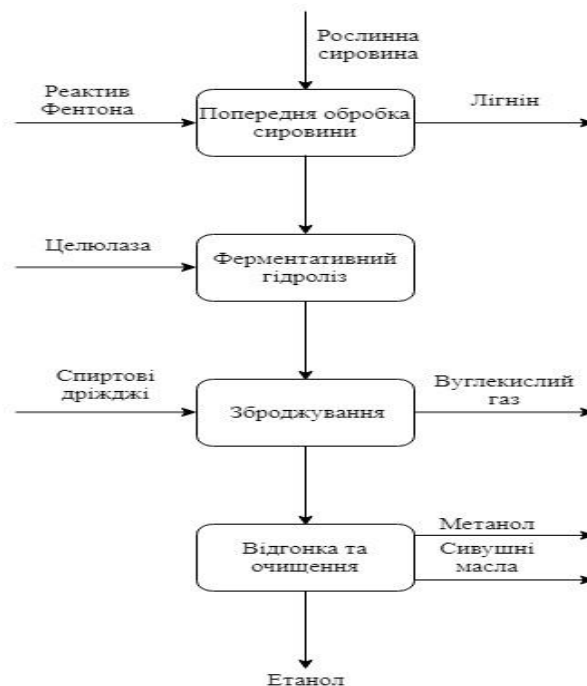 Рослинна
сировина
Реактив
Фентона
Попередня обробка
сировини
Лігнін
Целюлаза
Ферментативний
гідроліз
Спиртові
дріжджі
Зброджування
Вуглекислий
газ
Відгонка та
очищення
Метанол
Сивушні
масла
Етанол